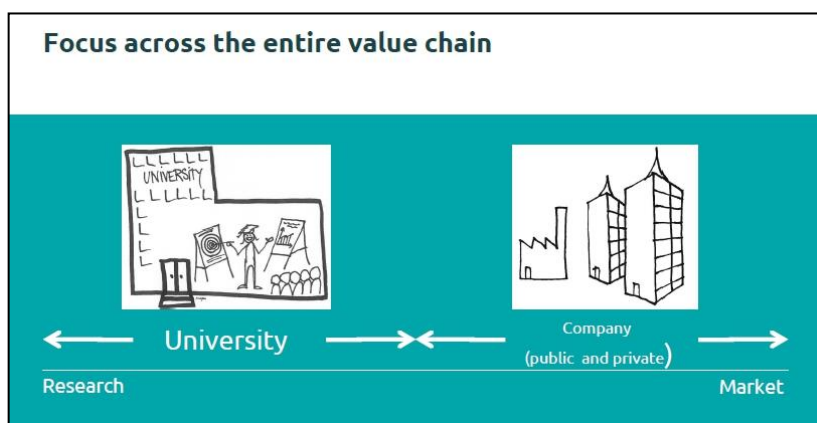 Focus across the entire value chain
UNIVERSITY
University
Company
(public and private)
Research
Market